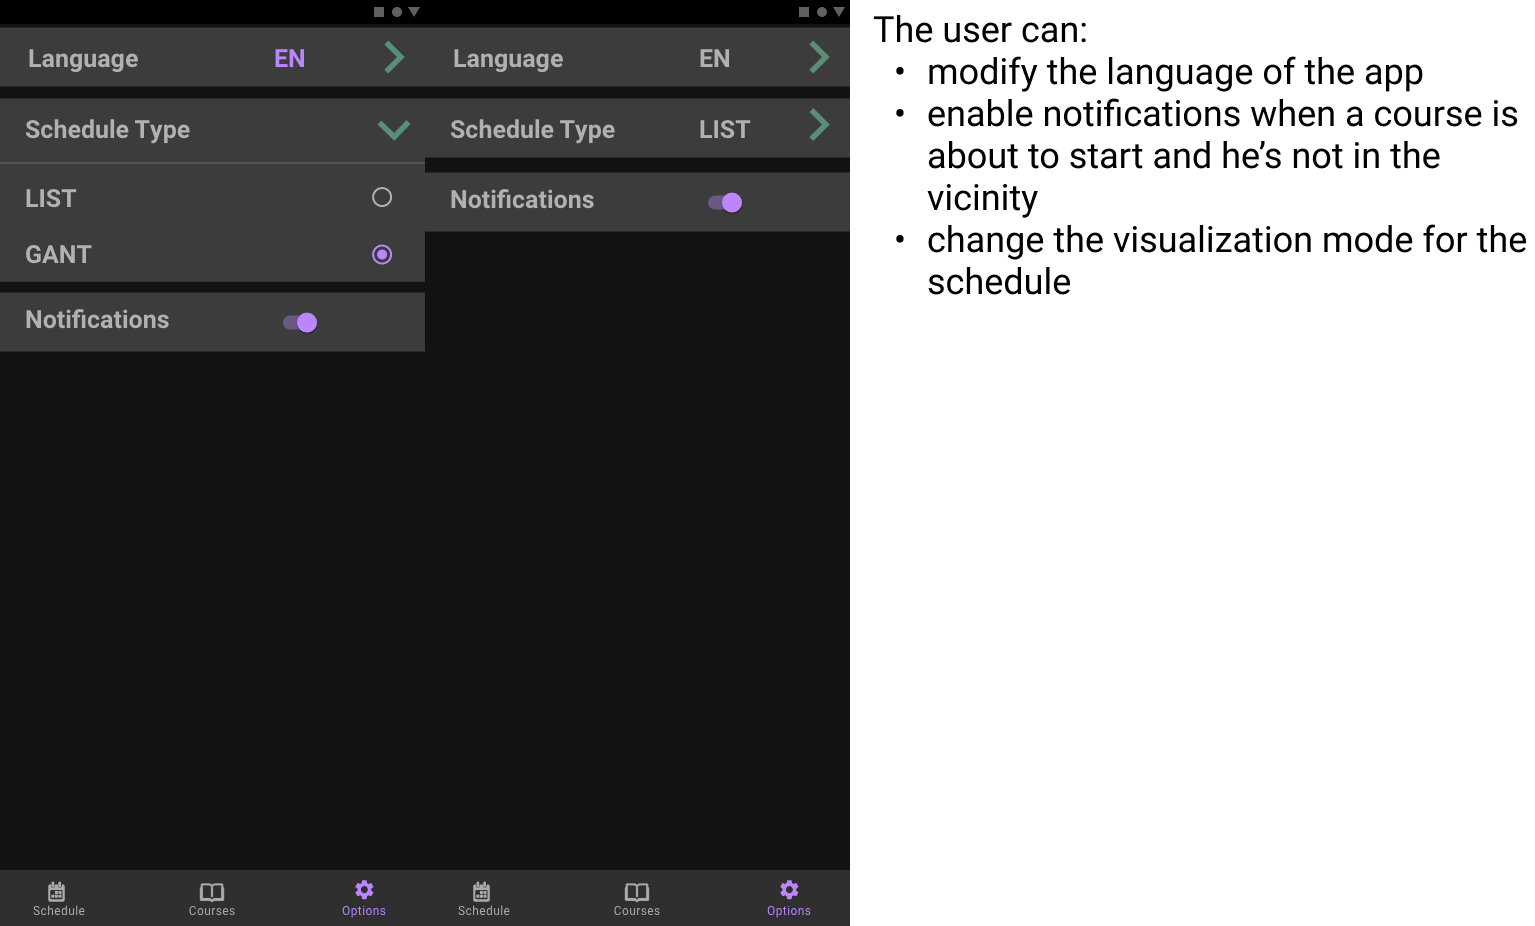 Language EN
Schedule Type
LIST
GANT
Notifications
Schedule Courses Options
Language EN
Schedule Type LIST
Notifications
Schedule Courses Options
The user can:
• modify the language of the app
• enable notifications when a course is
about to start and he’s not in the
vicinity
• change the visualization mode for the
schedule